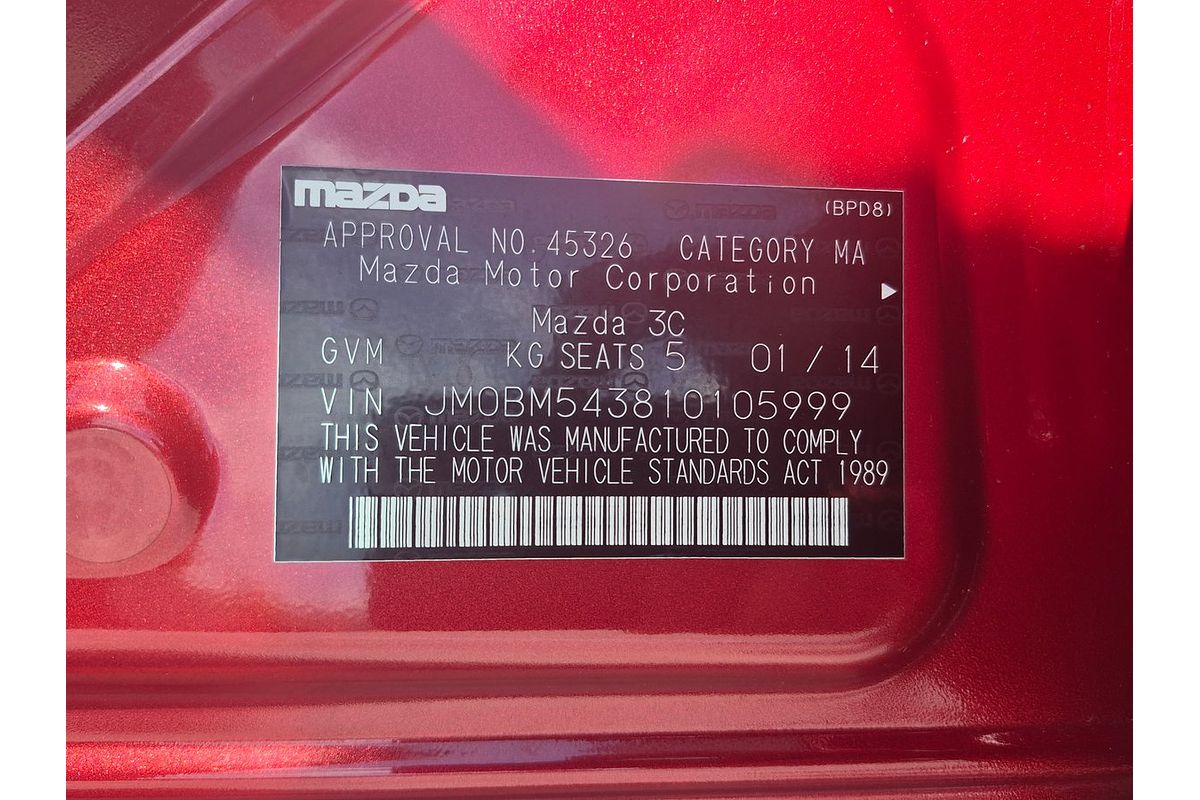 mazda
(BPD8)
APPROVAL NO.45326 CATEGORY MA
Mazda Motor Corporation
Mazda 3C
GVM KG SEATS 5 01/14
VIN JM0BM543810105999
THIS VEHICLE WAS MANUFACTURED TO COMPLY
WITH THE MOTOR VEHICLE STANDARDS ACT 1989